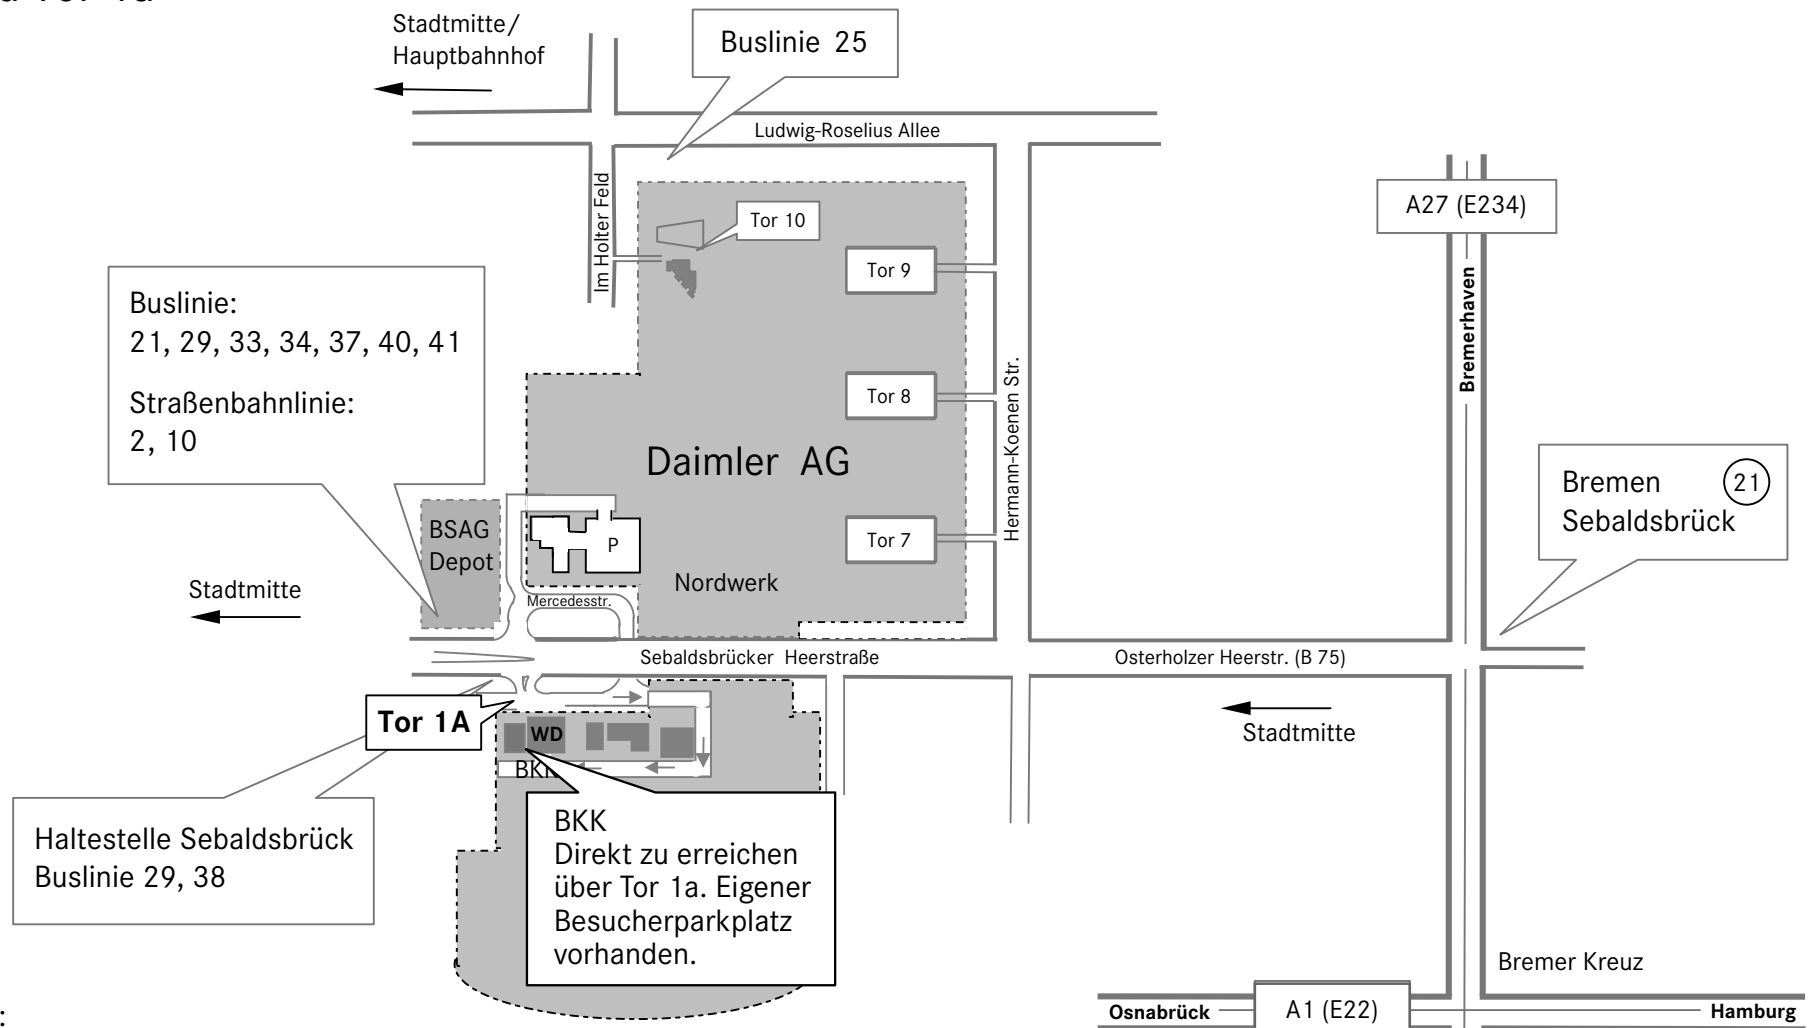 Stadtmitte/
Hauptbahnhof
Buslinie 25
Ludwig-Roselius Allee
A27 (E234)
Im Holter Feld
Tor 10
Tor 9
Buslinie:
21, 29, 33, 34, 37, 40, 41
Straßenbahnlinie:
2, 10
Bremerhaven
Tor 8
Hermann-Koenen Str.
Daimler AG
Bremen 21
Sebaldsbrück
BSAG
Depot
P
Tor 7
Nordwerk
Stadtmitte
Mercedesstr.
Sebaldsbrücker Heerstraße
Osterholzer Heerstr. (B 75)
Tor 1A
WD
Stadtmitte
BKK
BKK
Direkt zu erreichen
über Tor 1a. Eigener
Besucherparkplatz
vorhanden.
Haltestelle Sebaldsbrück
Buslinie 29, 38
Bremer Kreuz
Osnabrück
A1 (E22)
Hamburg
: